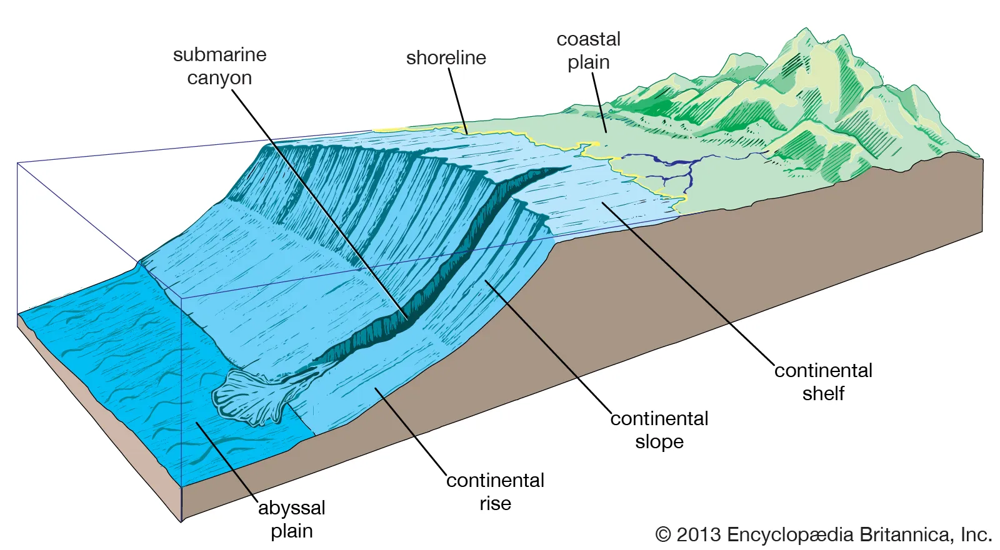 submarine
canyon
shoreline
coastal
plain
continental
shelf
continental
slope
continental
rise
abyssal
plain
© 2013 Encyclopædia Britannica, Inc.